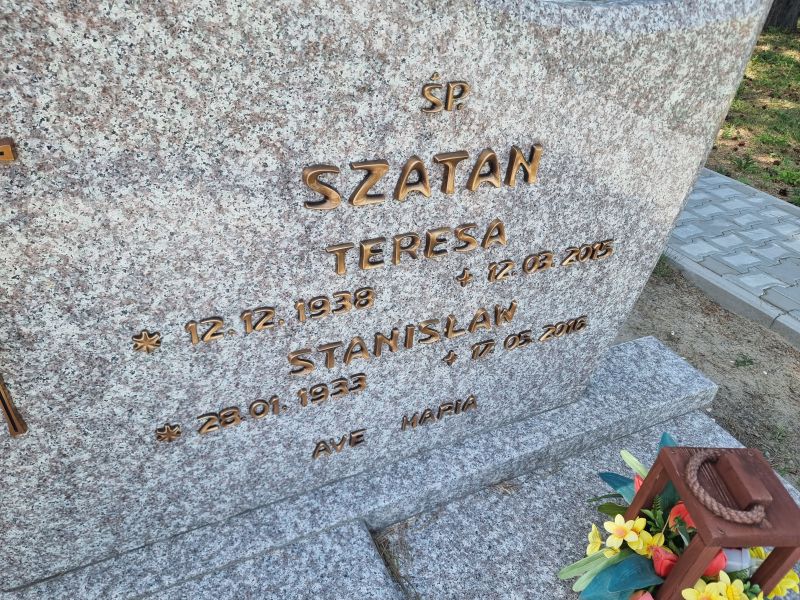 ŚP.
SZATAN
TERESA
* 12.12.1938 + 12.03.2015
STANISŁAW
* 28.01.1933 + 17.05.2016
AVE MARIA